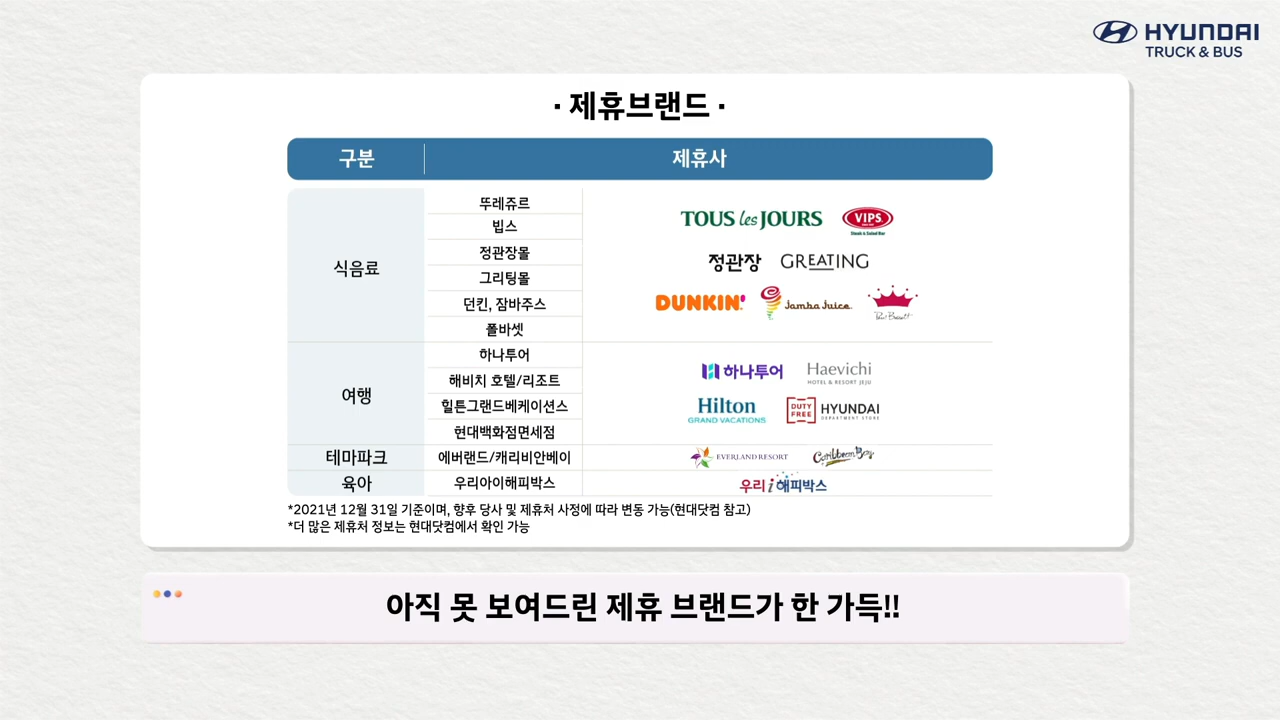 HYUNDAI
TRUCK & BUS
· 제휴브랜드 ·
구분 제휴사
식음료
뚜레쥬르
빕스
정관장몰
그리팅몰
던킨, 잠바주스
폴바셋
TOUS les JOURS VIPS
Steak & Salad Bar
정관장 GREATING
DUNKIN' Jamba Juice Paul Bassett
여행
하나투어
해비치 호텔/리조트
힐튼그랜드베케이션스
현대백화점면세점
하나투어 Haevichi
HOTEL & RESORT JEJU
Hilton
GRAND VACATIONS
DUTY
FREE
HYUNDAI
DEPARTMENT STORE
테마파크 에버랜드/캐리비안베이 EVERLAND RESORT Caribbean Bay
육아 우리아이해피박스 우리i해피박스
*2021년 12월 31일 기준이며, 향후 당사 및 제휴처 사정에 따라 변동 가능(현대닷컴 참고)
*더 많은 제휴처 정보는 현대닷컴에서 확인 가능
아직 못 보여드린 제휴 브랜드가 한 가득!!